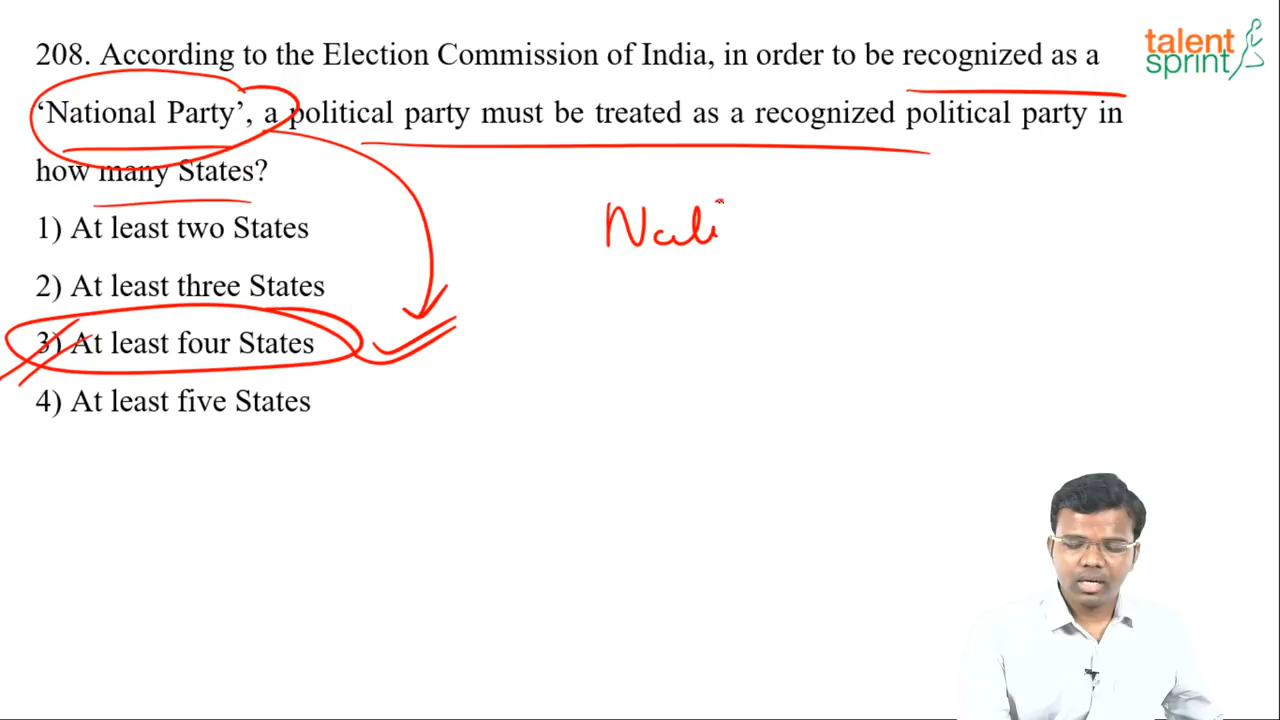 208. According to the Election Commission of India, in order to be recognized as a
‘National Party’, a political party must be treated as a recognized political party in
how many States?
1) At least two States
2) At least three States
3) At least four States
4) At least five States
Nati
talent
sprint